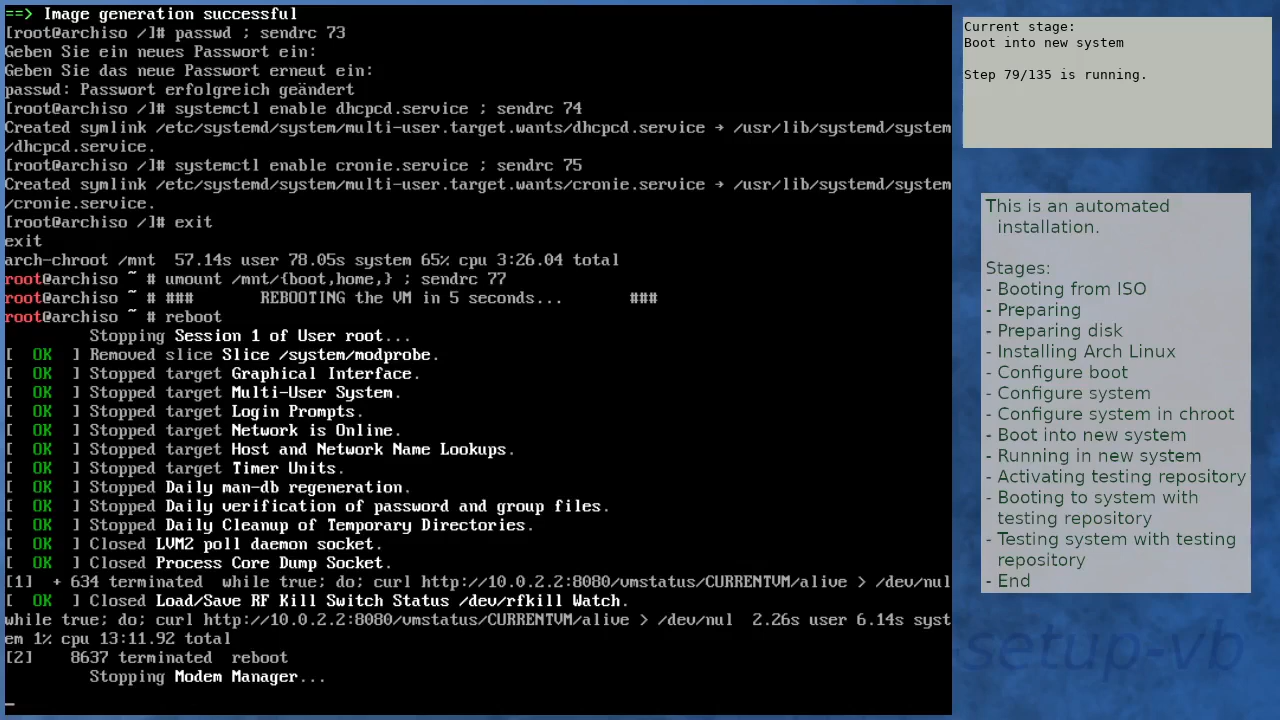 ==> Image generation successful
[root@archiso /]# passwd ; sendrc 73
Geben Sie ein neues Passwort ein:
Geben Sie das neue Passwort erneut ein:
passwd: Passwort erfolgreich geändert
[root@archiso /]# systemctl enable dhcpcd.service ; sendrc 74
Created symlink /etc/systemd/system/multi-user.target.wants/dhcpcd.service → /usr/lib/systemd/system
/dhcpcd.service.
[root@archiso /]# systemctl enable cronie.service ; sendrc 75
Created symlink /etc/systemd/system/multi-user.target.wants/cronie.service → /usr/lib/systemd/system
/cronie.service.
[root@archiso /]# exit
exit
arch-chroot /mnt  57.14s user 78.05s system 65% cpu 3:26.04 total
root@archiso ~ # umount /mnt/{boot,home,} ; sendrc 77
root@archiso ~ # ###       REBOOTING the VM in 5 seconds...       ###
root@archiso ~ # reboot
         Stopping Session 1 of User root...
[  OK  ] Removed slice Slice /system/modprobe.
[  OK  ] Stopped target Graphical Interface.
[  OK  ] Stopped target Multi-User System.
[  OK  ] Stopped target Login Prompts.
[  OK  ] Stopped target Network is Online.
[  OK  ] Stopped target Host and Network Name Lookups.
[  OK  ] Stopped target Timer Units.
[  OK  ] Stopped Daily man-db regeneration.
[  OK  ] Stopped Daily verification of password and group files.
[  OK  ] Stopped Daily Cleanup of Temporary Directories.
[  OK  ] Closed LVM2 poll daemon socket.
[  OK  ] Closed Process Core Dump Socket.
[1]  + 634 terminated  while true; do; curl http://10.0.2.2:8080/vmstatus/CURRENTVM/alive > /dev/nul
[  OK  ] Closed Load/Save RF Kill Switch Status /dev/rfkill Watch.
while true; do; curl http://10.0.2.2:8080/vmstatus/CURRENTVM/alive > /dev/nul  2.26s user 6.14s syst
em 1% cpu 13:11.92 total
[2]    8637 terminated  reboot
         Stopping Modem Manager...
_
Current stage:
Boot into new system
Step 79/135 is running.
This is an automated
installation.
Stages:
- Booting from ISO
- Preparing
- Preparing disk
- Installing Arch Linux
- Configure boot
- Configure system
- Configure system in chroot
- Boot into new system
- Running in new system
- Activating testing repository
- Booting to system with
testing repository
- Testing system with testing
repository
- End
setup-vb